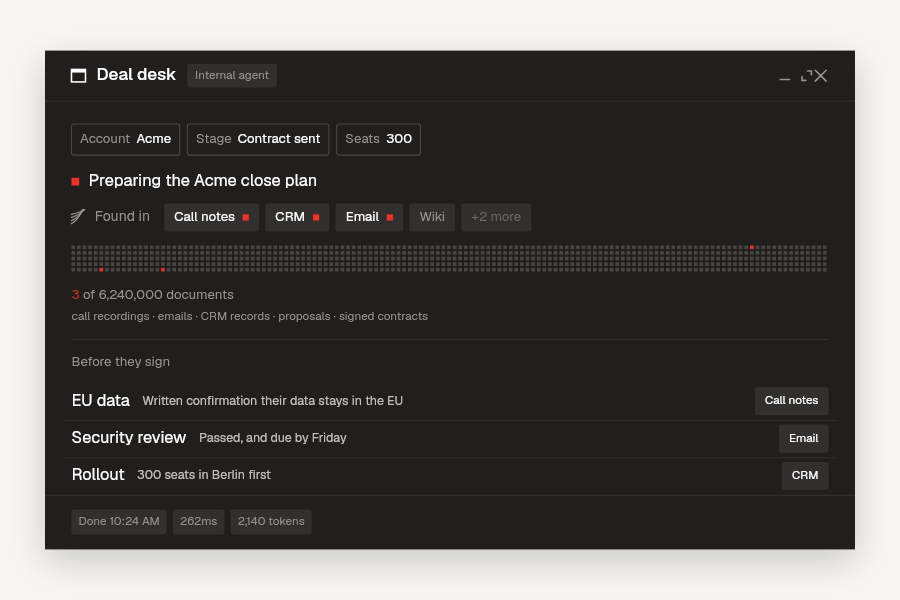 Deal desk Internal agent
Account Acme Stage Contract sent Seats 300
Preparing the Acme close plan
Found in Call notes CRM Email Wiki +2 more
3 of 6,240,000 documents
call recordings · emails · CRM records · proposals · signed contracts
Before they sign
EU data Written confirmation their data stays in the EU Call notes
Security review Passed, and due by Friday Email
Rollout 300 seats in Berlin first CRM
Done 10:24 AM 262ms 2,140 tokens